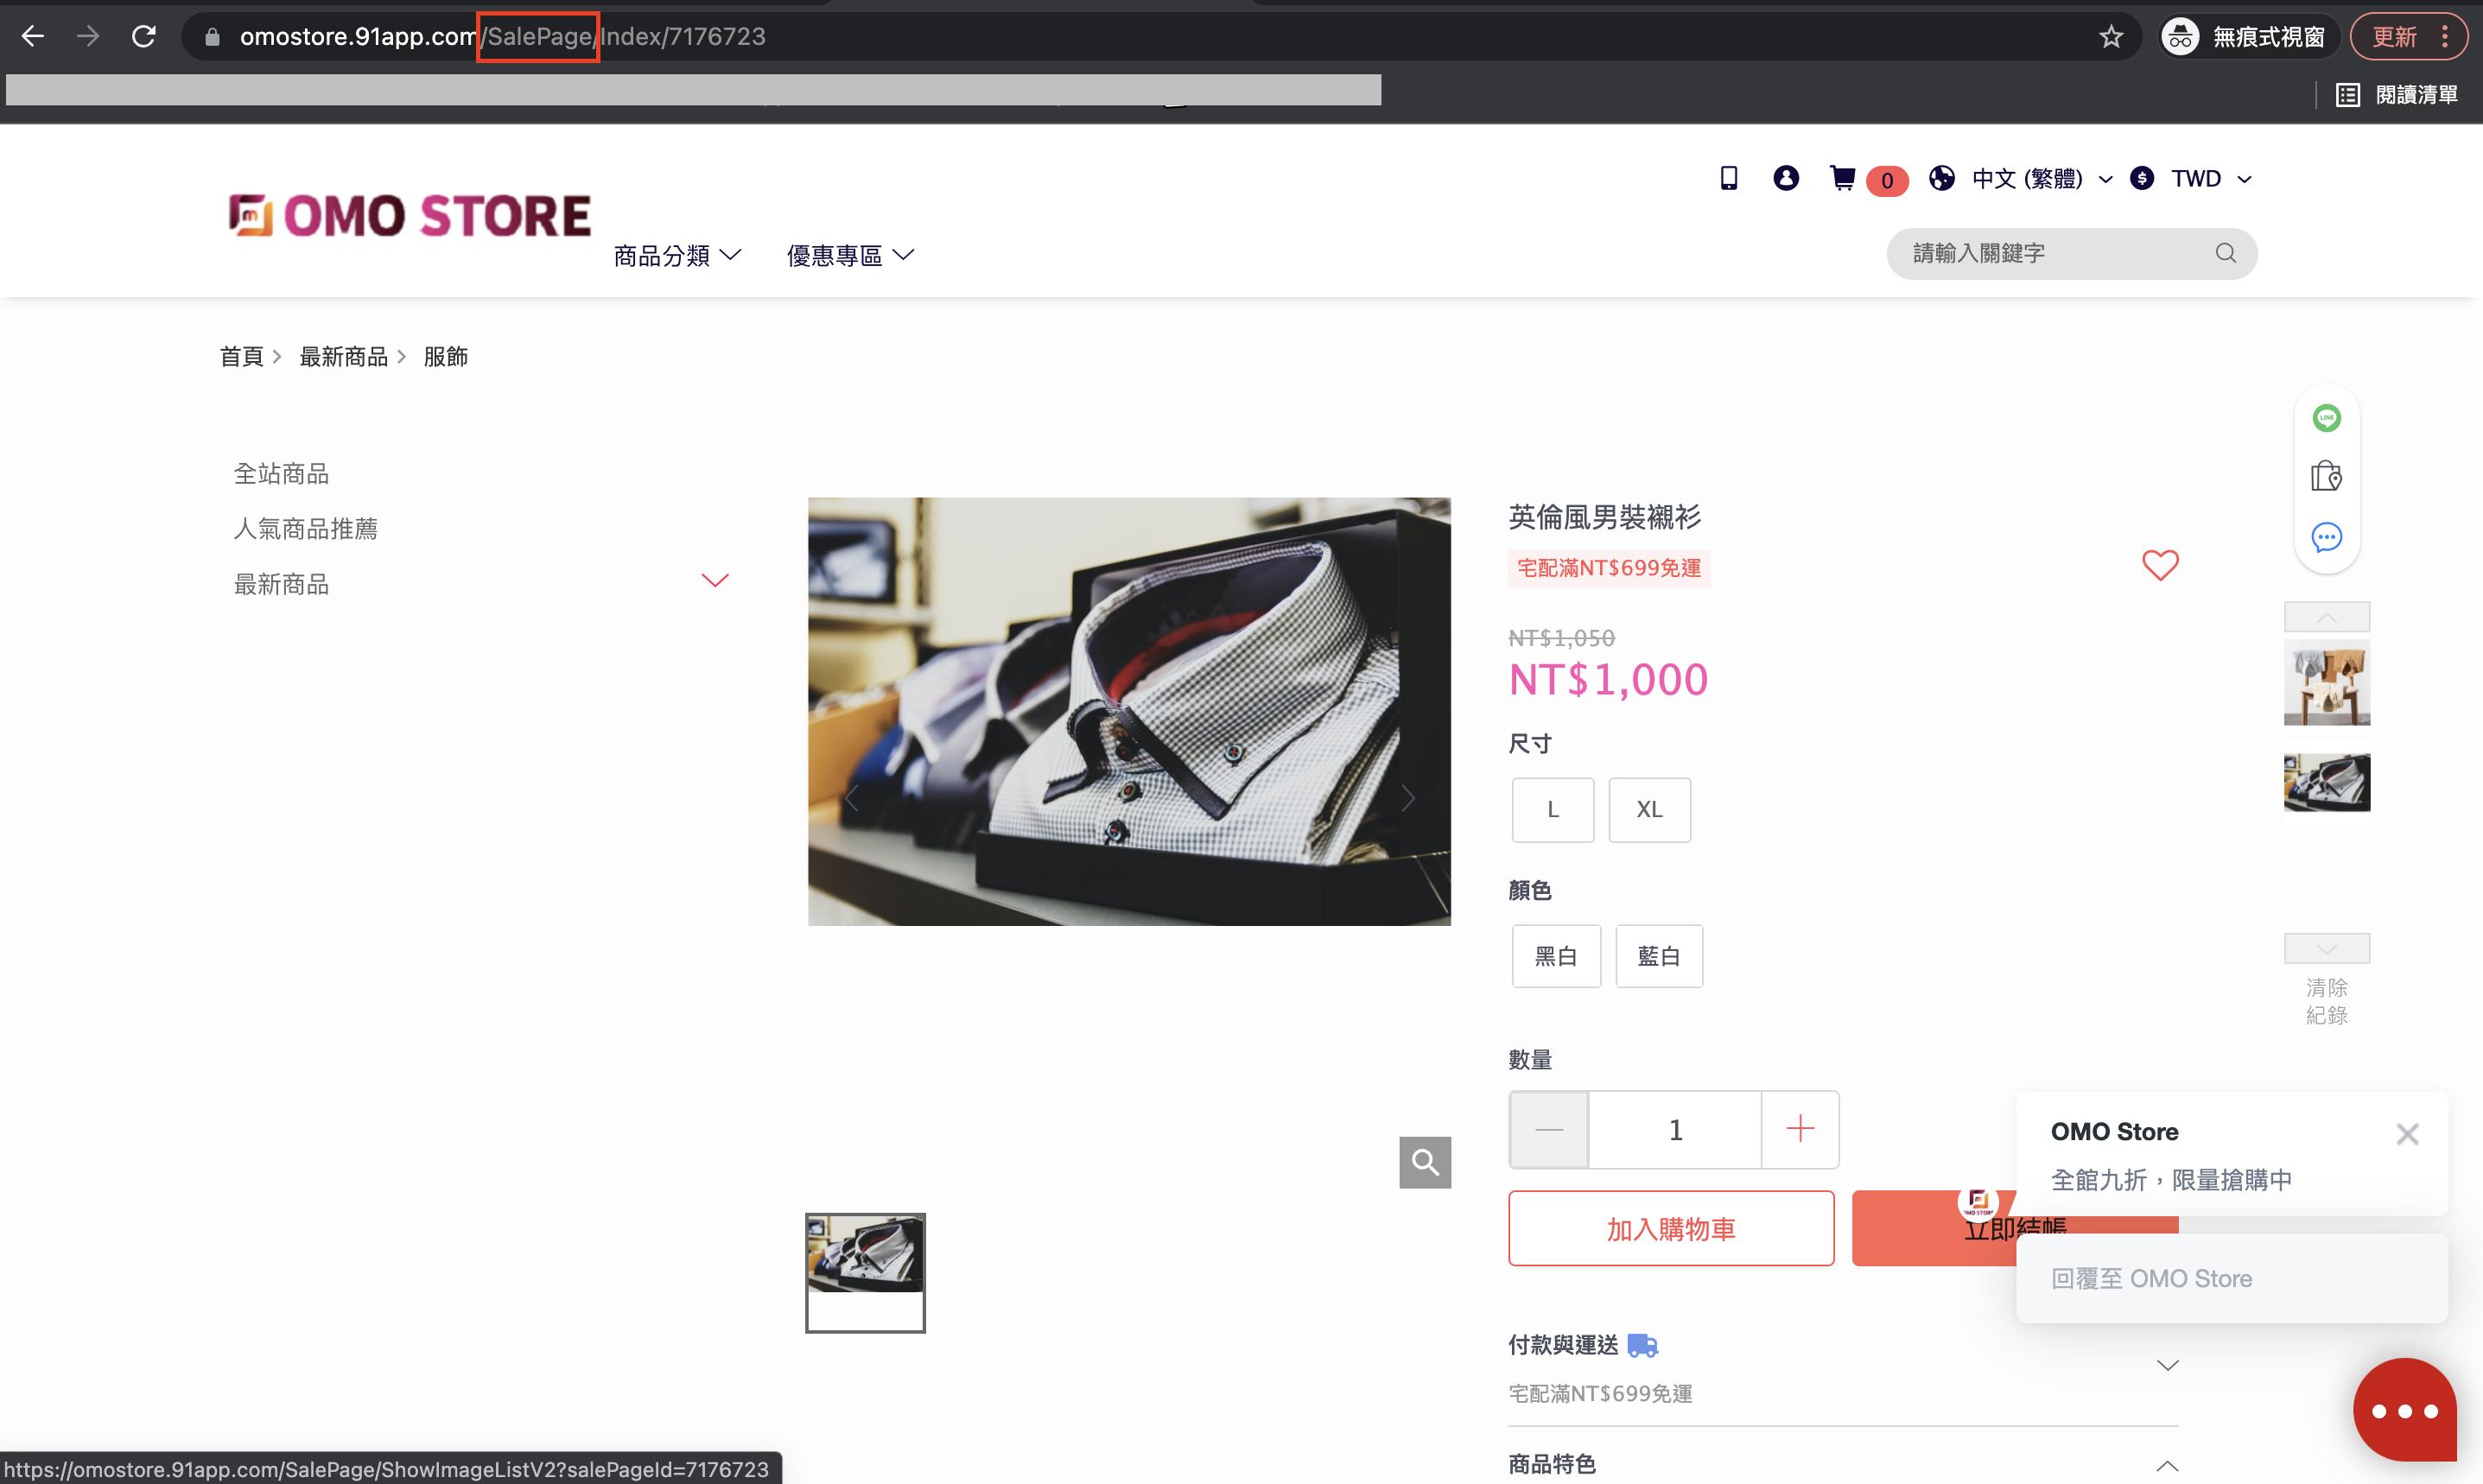 omostore.91app.com/SalePage/Index/7176723
無痕式視窗
更新
閱讀清單
0
中文 (繁體)
TWD
OMO STORE
商品分類
優惠專區
請輸入關鍵字
首頁 > 最新商品 > 服飾
全站商品
人氣商品推薦
最新商品
英倫風男裝襯衫
宅配滿NT$699免運
NT$1,050
NT$1,000
尺寸
L
XL
顏色
黑白
藍白
數量
1
加入購物車
立即結帳
LINE
清除
紀錄
OMO Store
全館九折，限量搶購中
OMO STORE
回覆至 OMO Store
付款與運送
宅配滿NT$699免運
商品特色
https://omostore.91app.com/SalePage/ShowImageListV2?salePageId=7176723